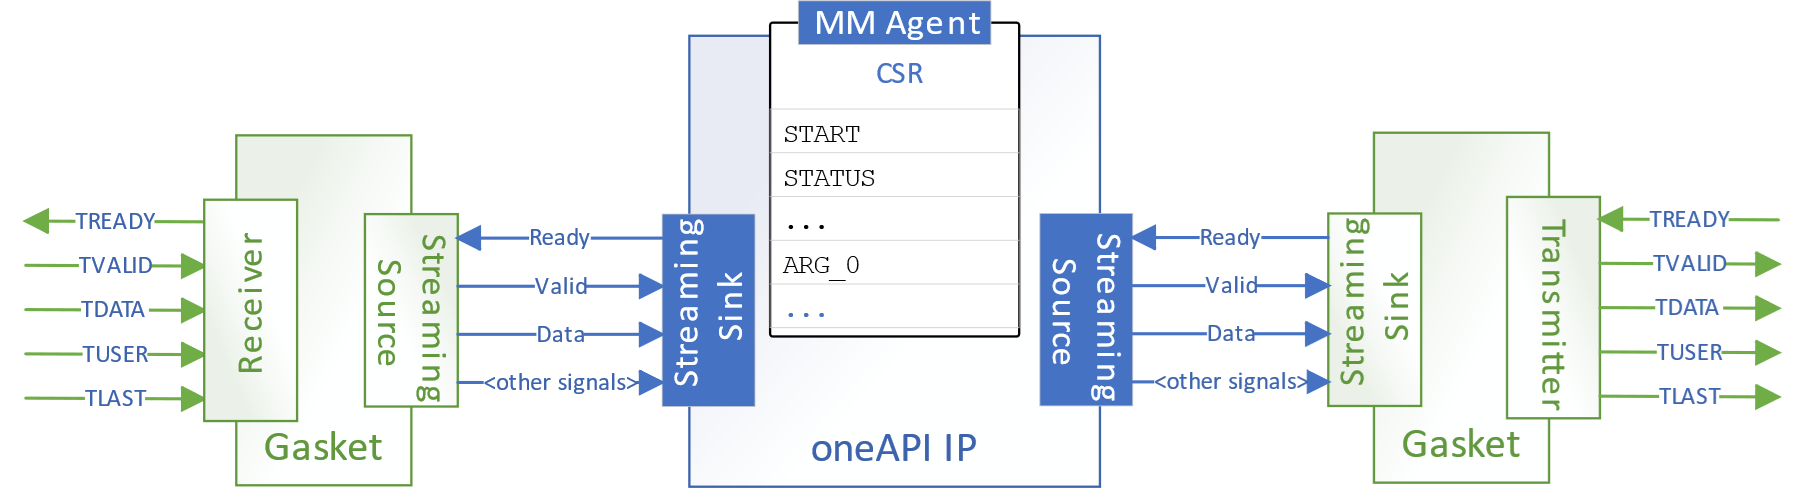 MM Agent
CSR
START
STATUS
...
ARG_0
...
oneAPI IP
TREADY
TVALID
TDATA
TUSER
TLAST
Receiver
Gasket
Streaming
Source
Ready
Valid
Data
<other signals>
Streaming
Sink
Streaming
Source
Ready
Valid
Data
<other signals>
Streaming
Sink
Gasket
Transmitter
TREADY
TVALID
TDATA
TUSER
TLAST